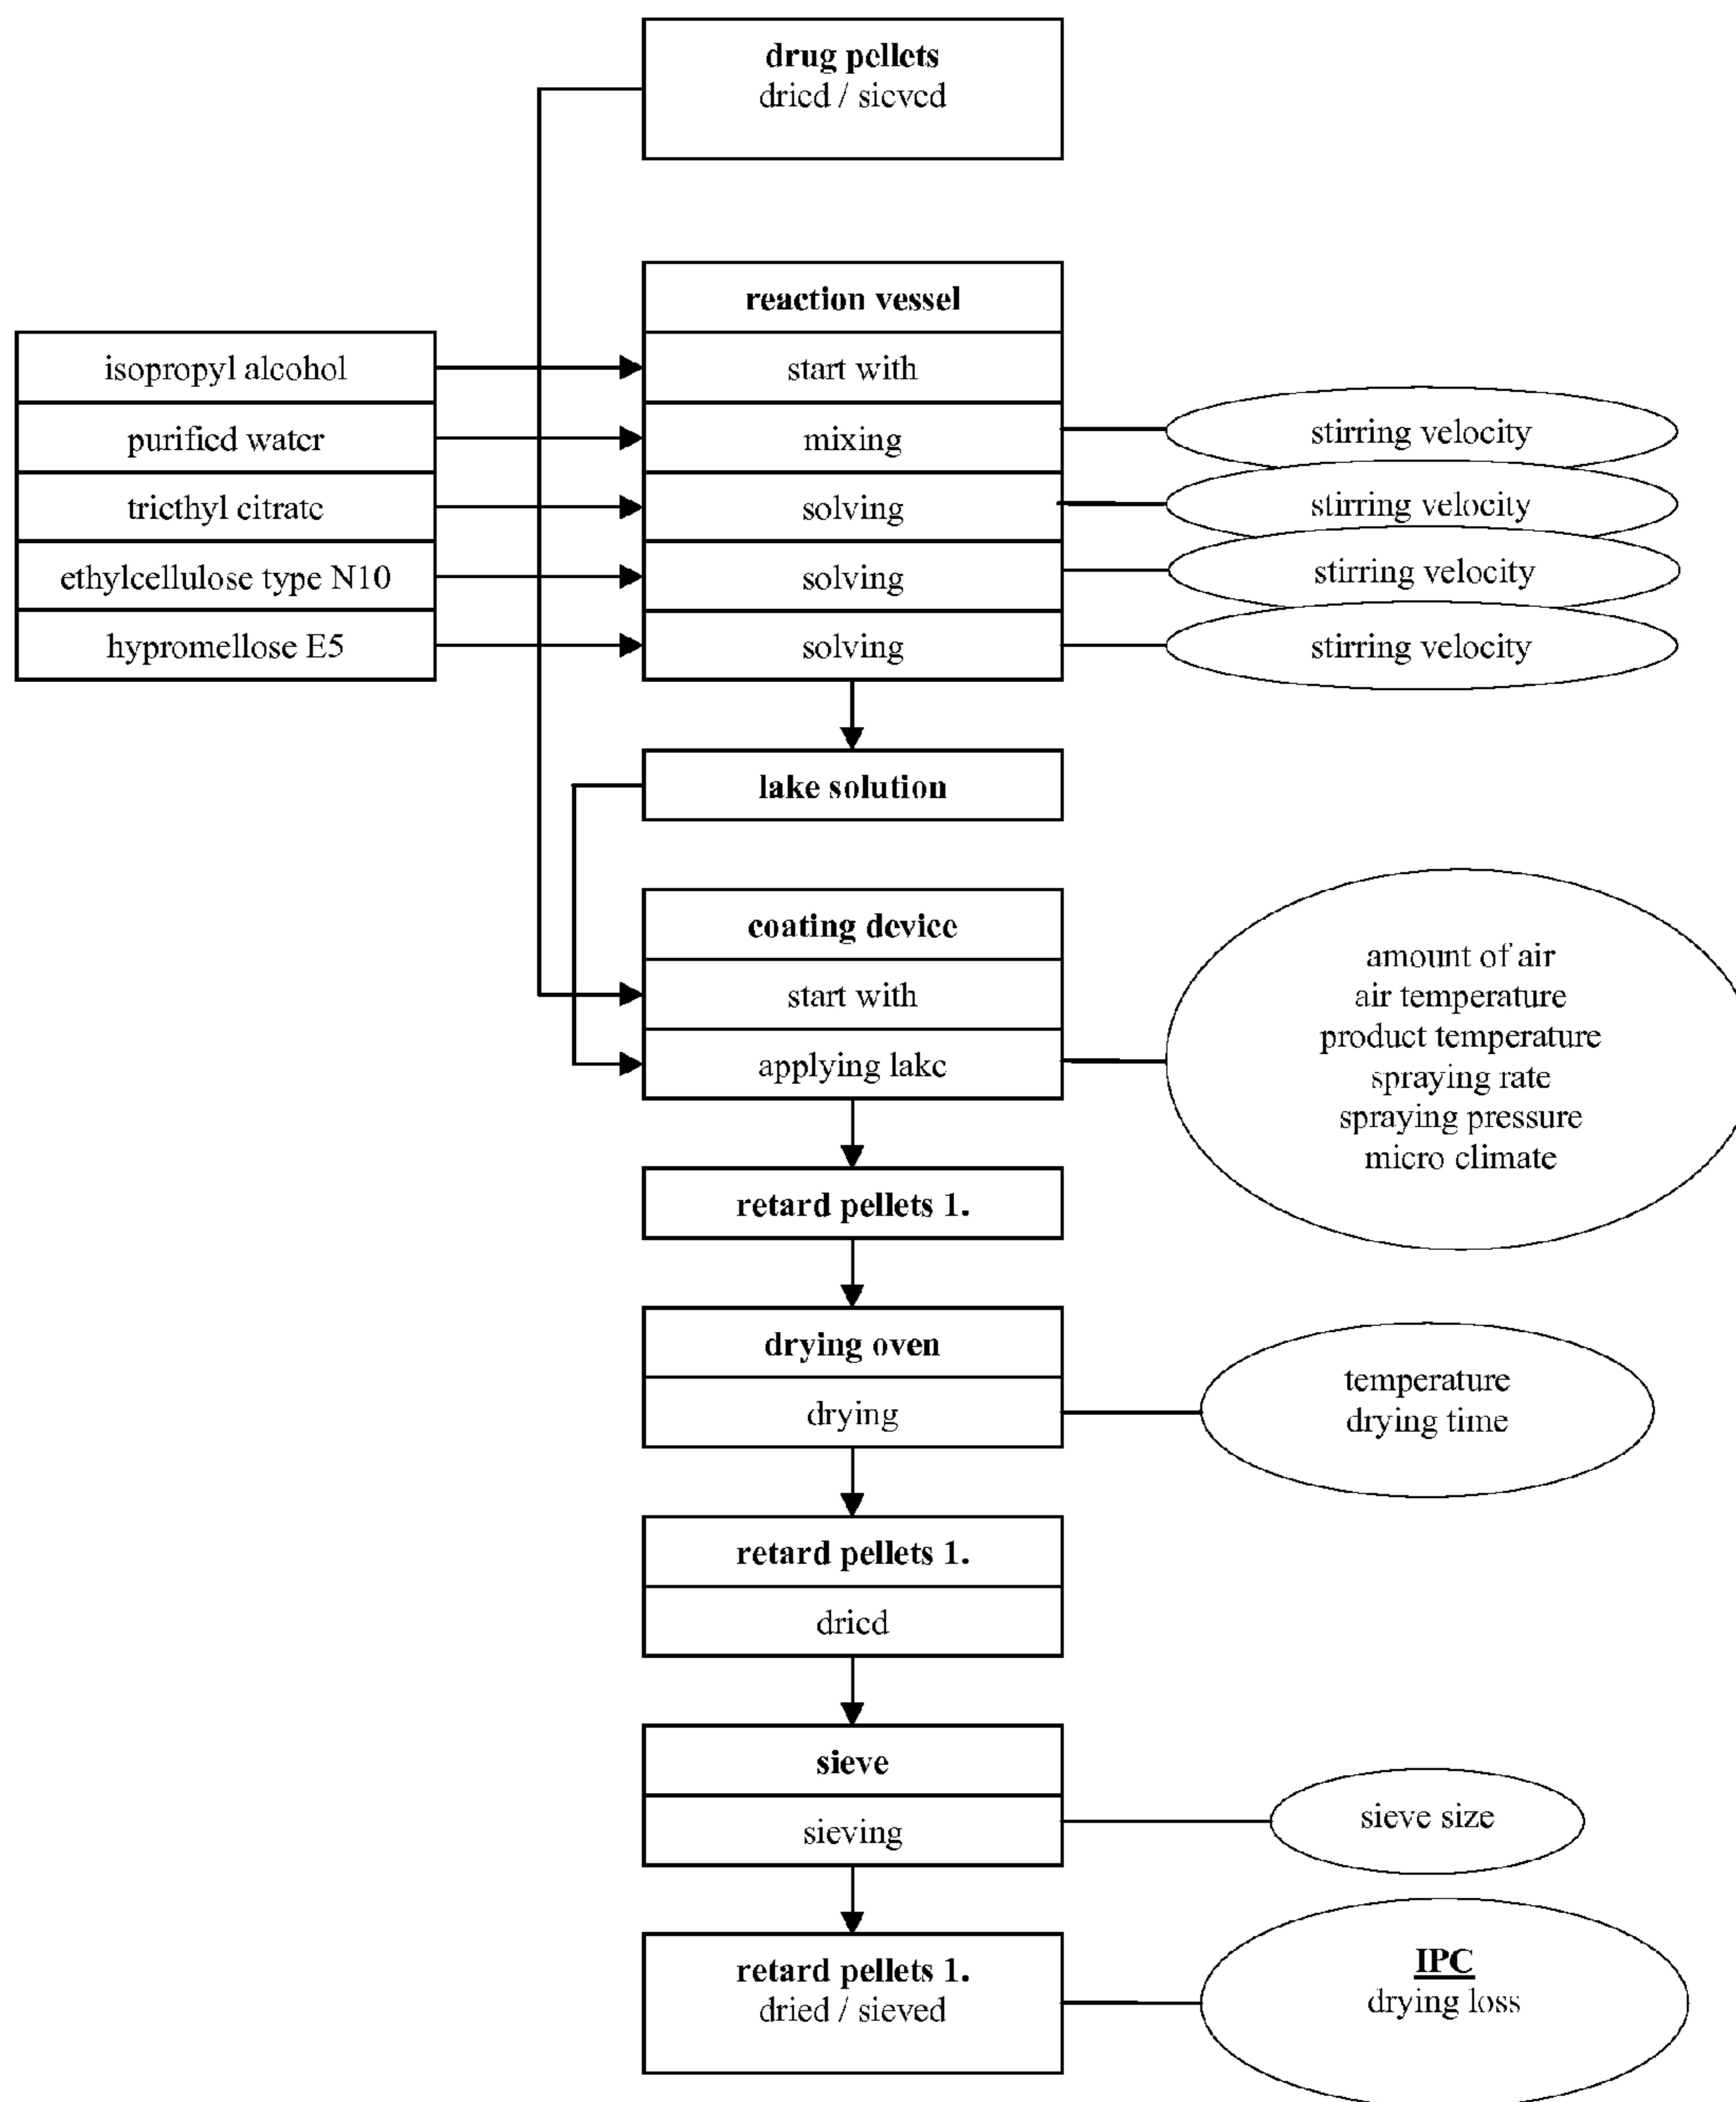 drug pellets
dried / sieved
reaction vessel
isopropyl alcohol
start with
purified water
mixing
stirring velocity
triethyl citrate
solving
stirring velocity
ethylcellulose type N10
solving
stirring velocity
hypromellose E5
solving
stirring velocity
lake solution
coating device
start with
applying lake
amount of air
air temperature
product temperature
spraying rate
spraying pressure
micro climate
retard pellets 1.
drying oven
drying
temperature
drying time
retard pellets 1.
dried
sieve
sieving
sieve size
retard pellets 1.
dried / sieved
IPC
drying loss